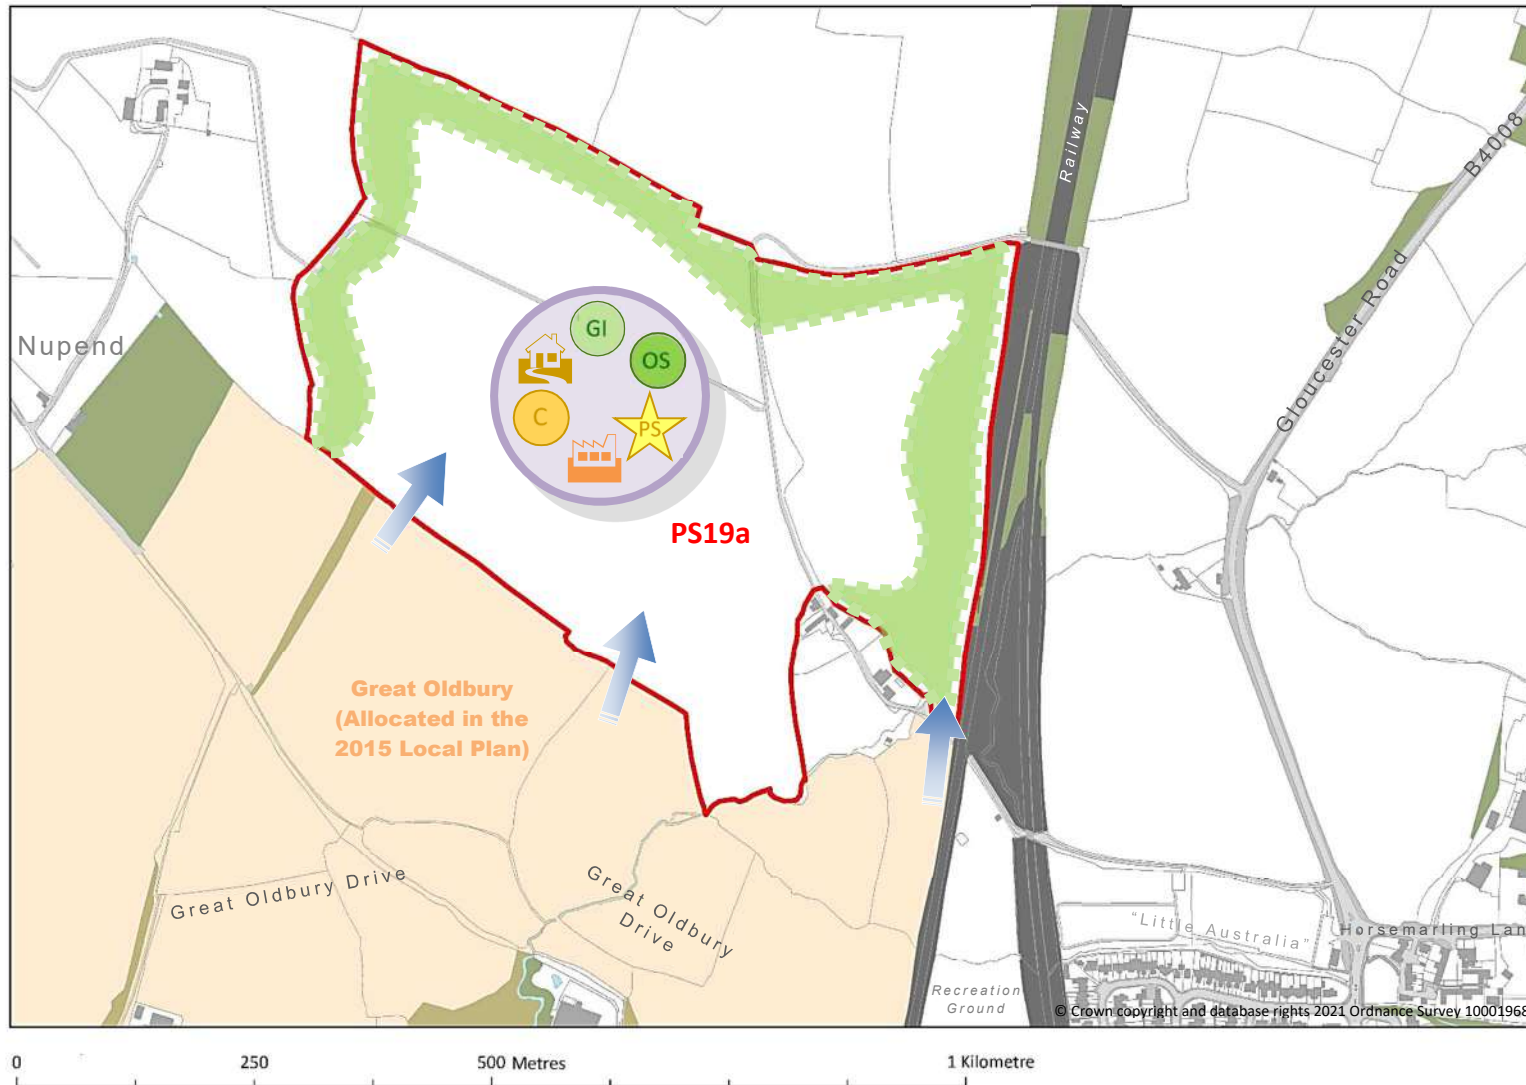 Railway
B4008
Gloucester Road
Nupend
GI
OS
C
PS
PS19a
Great Oldbury
(Allocated in the
2015 Local Plan)
Great Oldbury Drive
Great Oldbury
Drive
"Little Australia"
Horsemarling Lan
Recreation
Ground
© Crown copyright and database rights 2021 Ordnance Survey 10001968
0
250
500 Metres
1 Kilometre